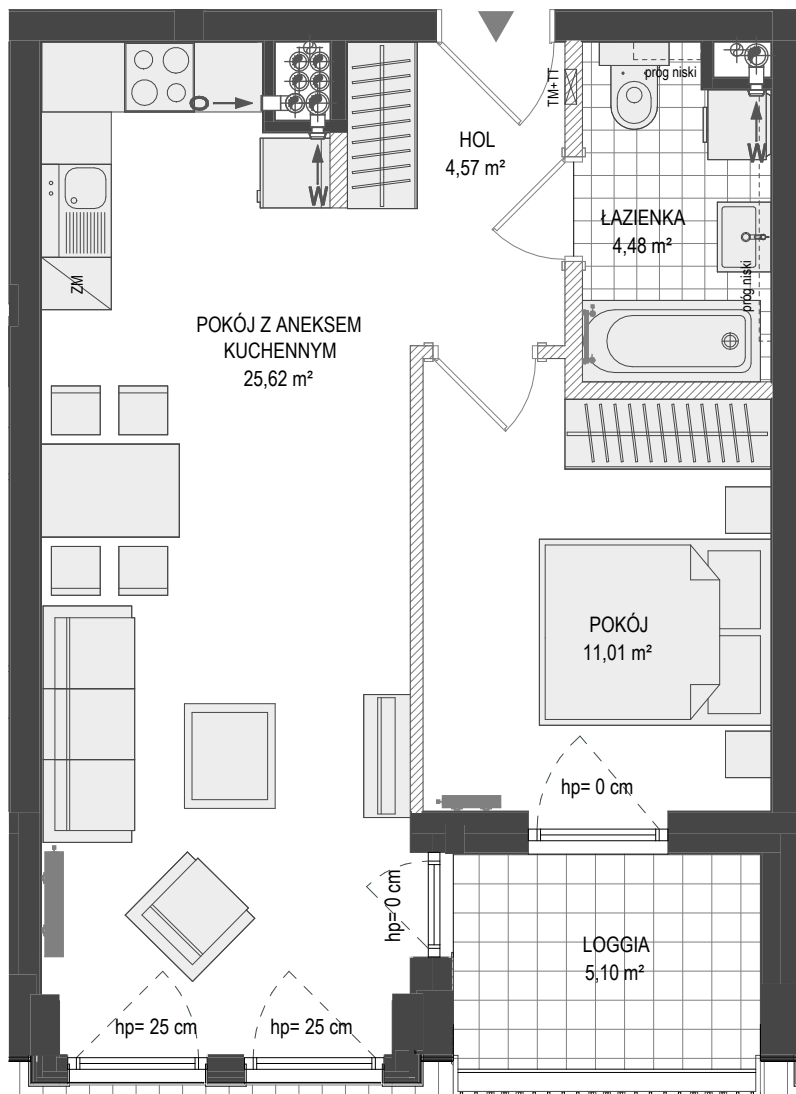 próg niski
TM+TT
HOL
4,57 m²
W
W
ŁAZIENKA
4,48 m²
próg niski
ZM
POKÓJ Z ANEKSEM
KUCHENNYM
25,62 m²
POKÓJ
11,01 m²
hp= 0 cm
hp= 0 cm
LOGGIA
5,10 m²
hp= 25 cm
hp= 25 cm